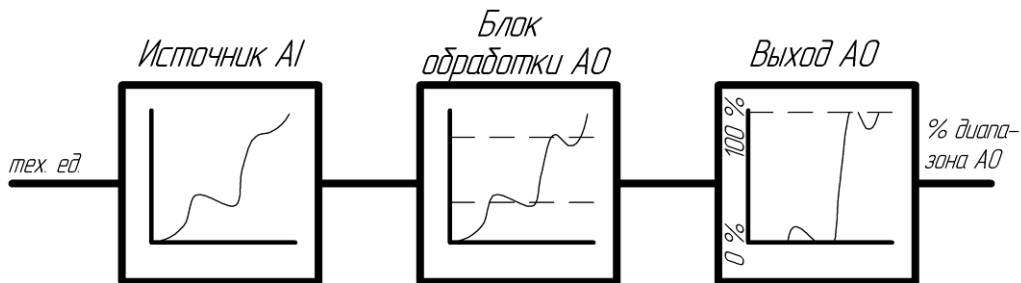 Источник AI
Блок
обработки AO
Выход AO
тех. ед.
100 %
0 %
% диапа-
зона AO